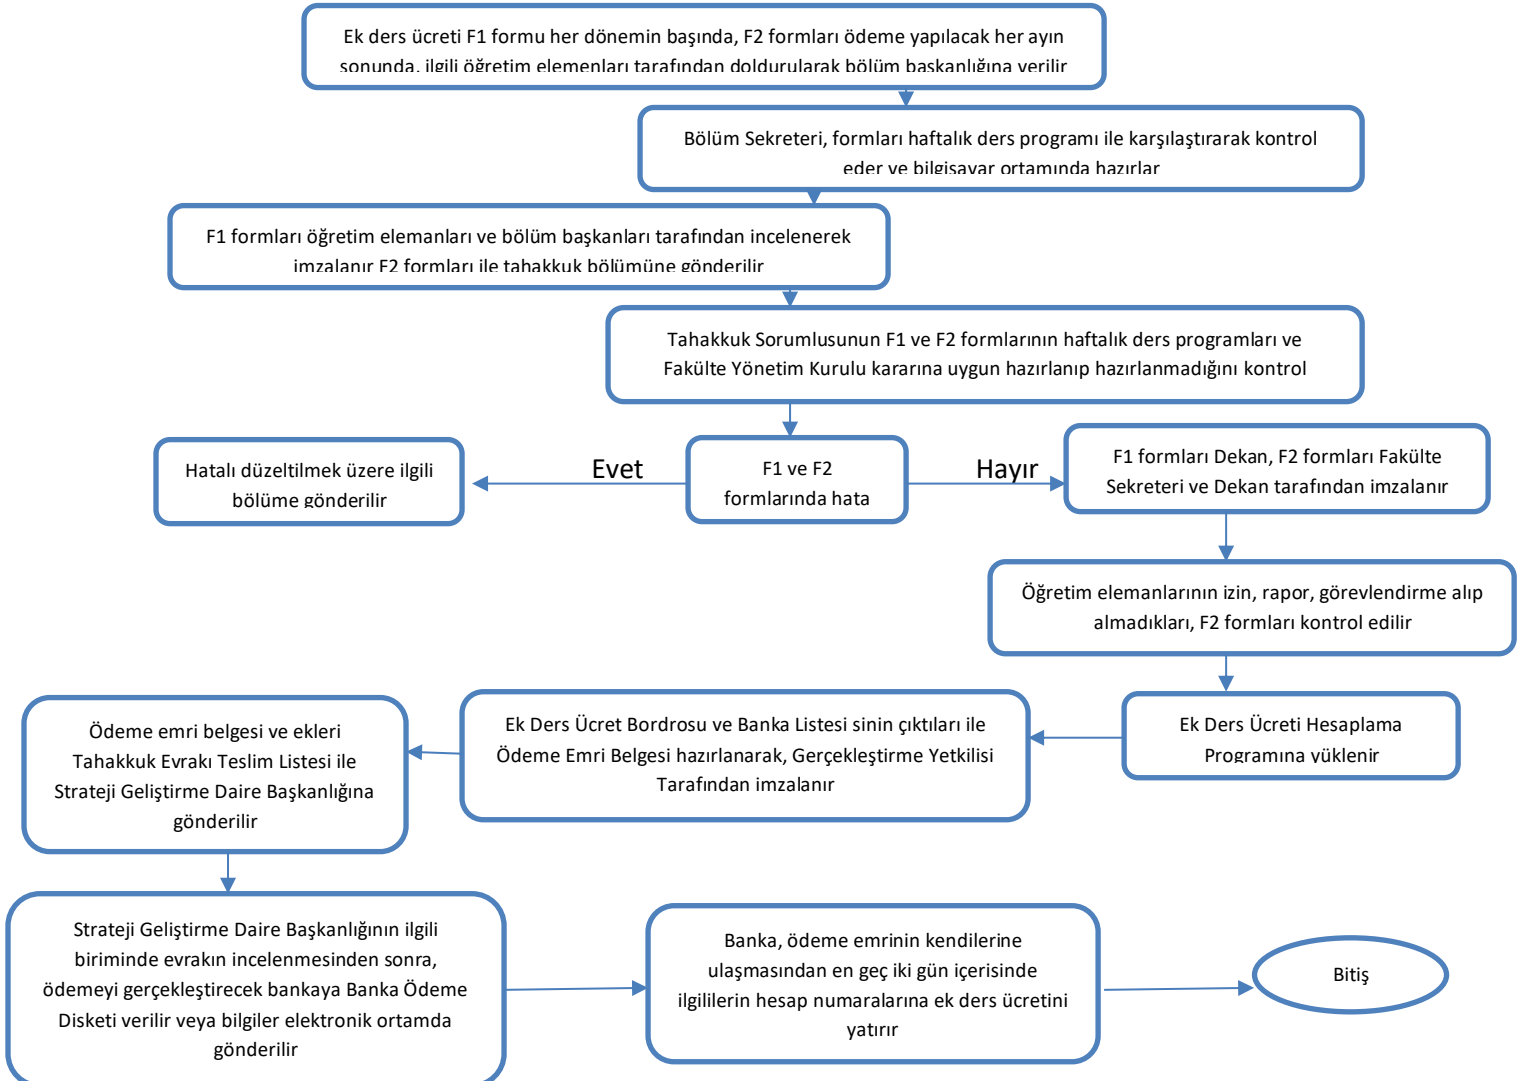 Ek ders ücreti F1 formu her dönemin başında, F2 formları ödeme yapılacak her ayın
sonunda, ilgili öğretim elemenları tarafından doldurularak bölüm başkanlığına verilir
Bölüm Sekreteri, formları haftalık ders programı ile karşılaştırarak kontrol
eder ve bilgisayar ortamında hazırlar
F1 formları öğretim elemanları ve bölüm başkanları tarafından incelenerek
imzalanır F2 formları ile tahakkuk bölümüne gönderilir
Tahakkuk Sorumlusunun F1 ve F2 formlarının haftalık ders programları ve
Fakülte Yönetim Kurulu kararına uygun hazırlanıp hazırlanmadığını kontrol
Hatalı düzeltilmek üzere ilgili
bölüme gönderilir
Evet
F1 ve F2
formlarında hata
Hayır
F1 formları Dekan, F2 formları Fakülte
Sekreteri ve Dekan tarafından imzalanır
Öğretim elemanlarının izin, rapor, görevlendirme alıp
almadıkları, F2 formları kontrol edilir
Ek Ders Ücreti Hesaplama
Programına yüklenir
Ek Ders Ücret Bordrosu ve Banka Listesi sinin çıktıları ile
Ödeme Emri Belgesi hazırlanarak, Gerçekleştirme Yetkilisi
Tarafından imzalanır
Ödeme emri belgesi ve ekleri
Tahakkuk Evrakı Teslim Listesi ile
Strateji Geliştirme Daire Başkanlığına
gönderilir
Strateji Geliştirme Daire Başkanlığının ilgili
biriminde evrakın incelenmesinden sonra,
ödemeyi gerçekleştirecek bankaya Banka Ödeme
Disketi verilir veya bilgiler elektronik ortamda
gönderilir
Banka, ödeme emrinin kendilerine
ulaşmasından en geç iki gün içerisinde
ilgililerin hesap numaralarına ek ders ücretini
yatırır
Bitiş